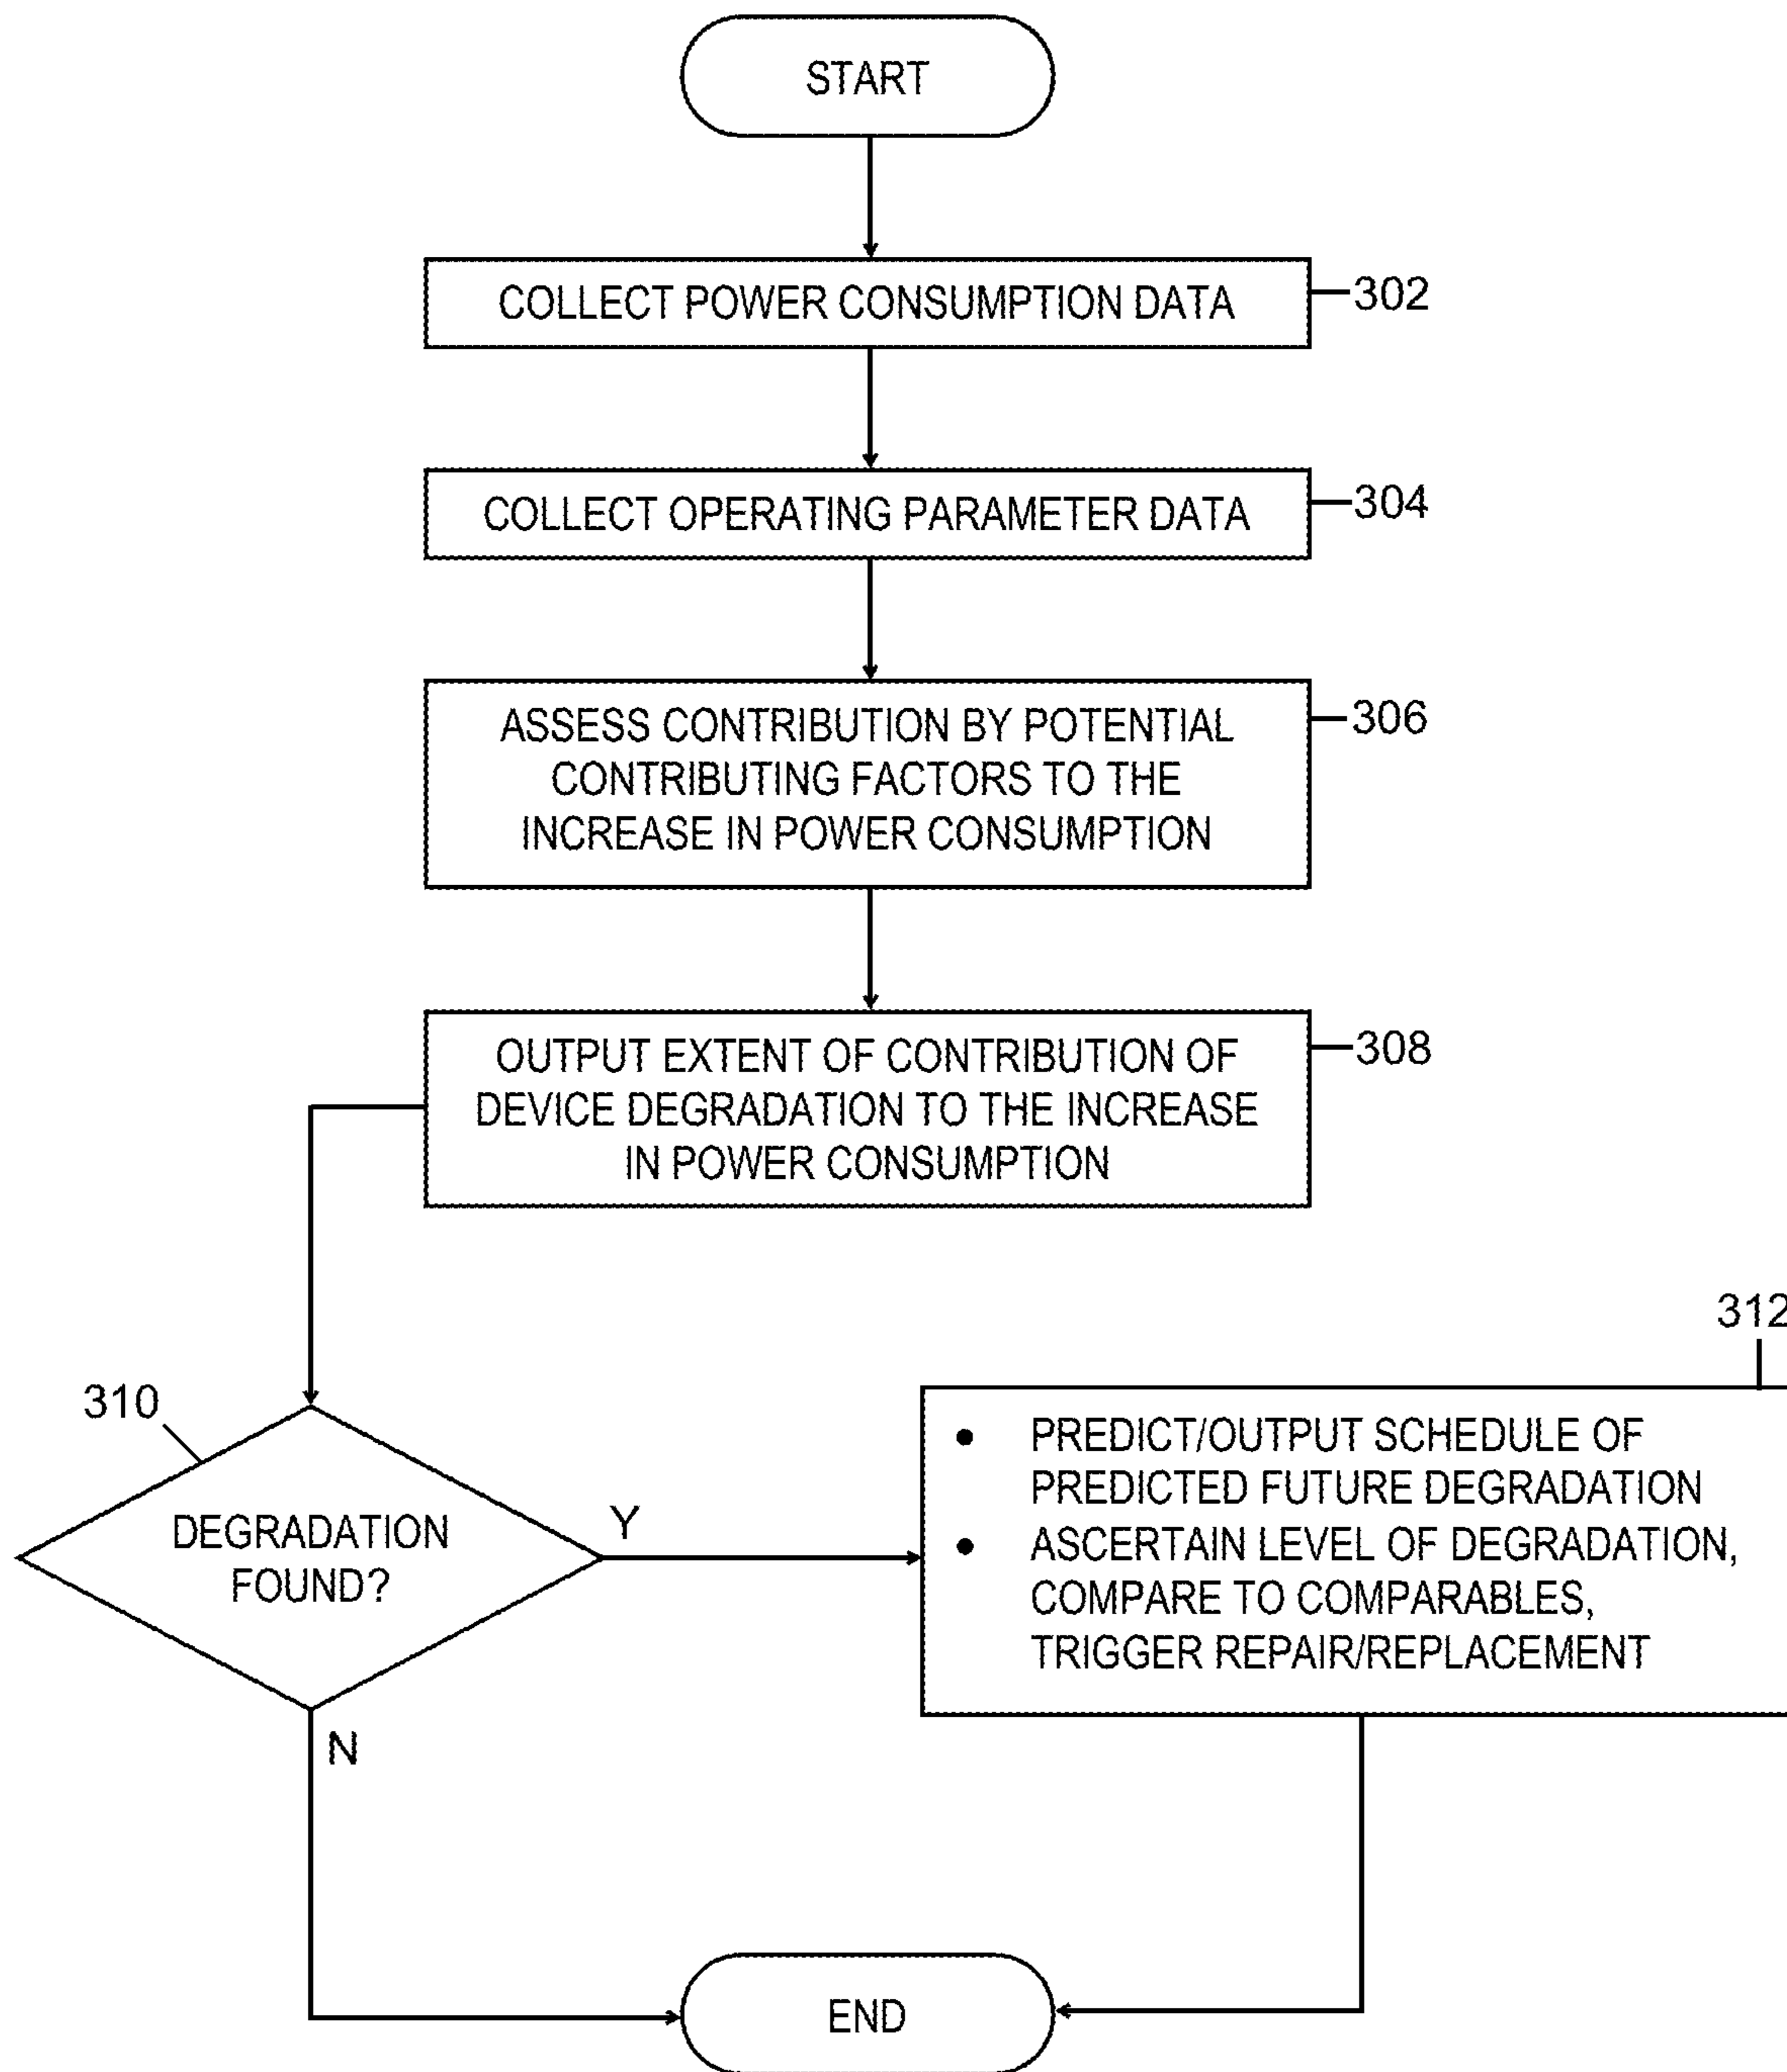 START
COLLECT POWER CONSUMPTION DATA
302
COLLECT OPERATING PARAMETER DATA
304
ASSESS CONTRIBUTION BY POTENTIAL
CONTRIBUTING FACTORS TO THE
INCREASE IN POWER CONSUMPTION
306
OUTPUT EXTENT OF CONTRIBUTION OF
DEVICE DEGRADATION TO THE INCREASE
IN POWER CONSUMPTION
308
310
DEGRADATION
FOUND?
Y
N
312
• PREDICT/OUTPUT SCHEDULE OF
PREDICTED FUTURE DEGRADATION
• ASCERTAIN LEVEL OF DEGRADATION,
COMPARE TO COMPARABLES,
TRIGGER REPAIR/REPLACEMENT
END